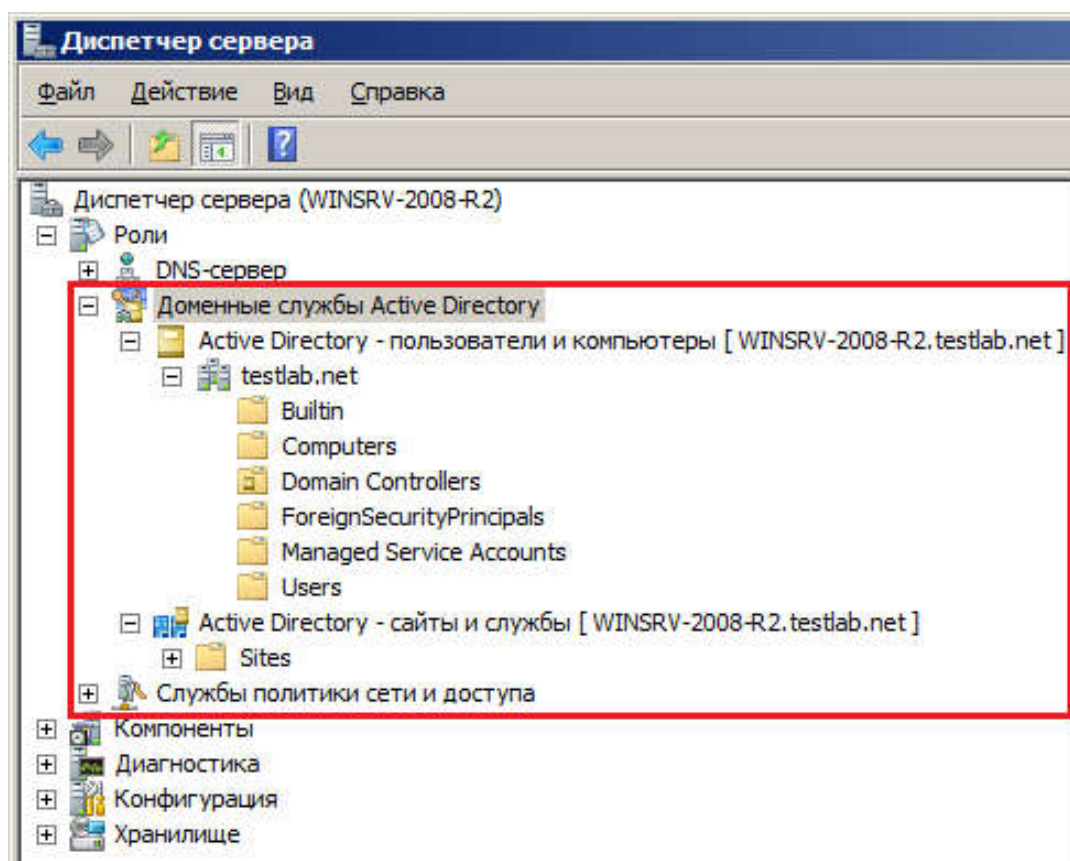 Диспетчер сервера
Файл Действие Вид Справка
Диспетчер сервера (WINSRV-2008-R2)
Роли
DNS-сервер
Доменные службы Active Directory
Active Directory - пользователи и компьютеры [ WINSRV-2008-R2.testlab.net ]
testlab.net
Builtin
Computers
Domain Controllers
ForeignSecurityPrincipals
Managed Service Accounts
Users
Active Directory - сайты и службы [ WINSRV-2008-R2.testlab.net ]
Sites
Службы политики сети и доступа
Компоненты
Диагностика
Конфигурация
Хранилище